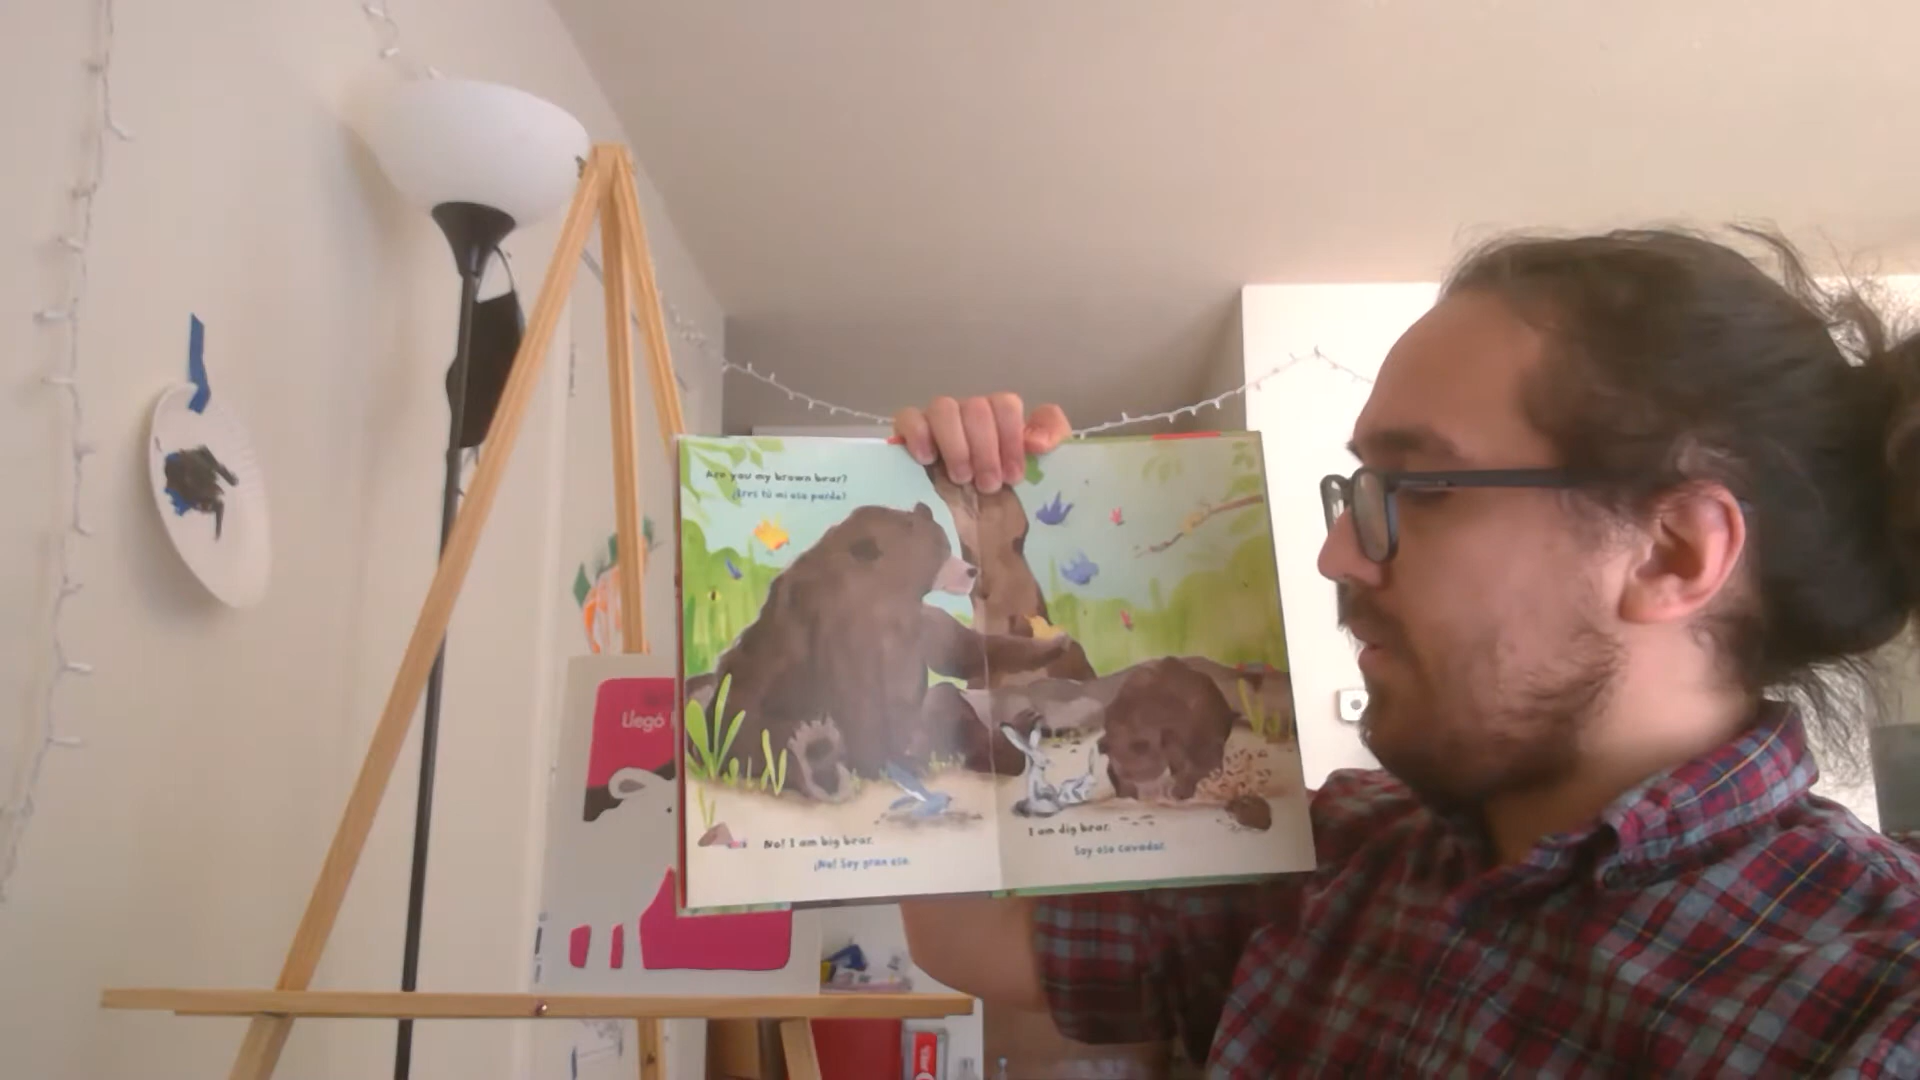 Are you my brown bear?
¿Eres tú mi oso pardo?
No! I am big bear.
¡No! Soy gran oso.
I am dig bear.
Soy oso cavador.
Llegó